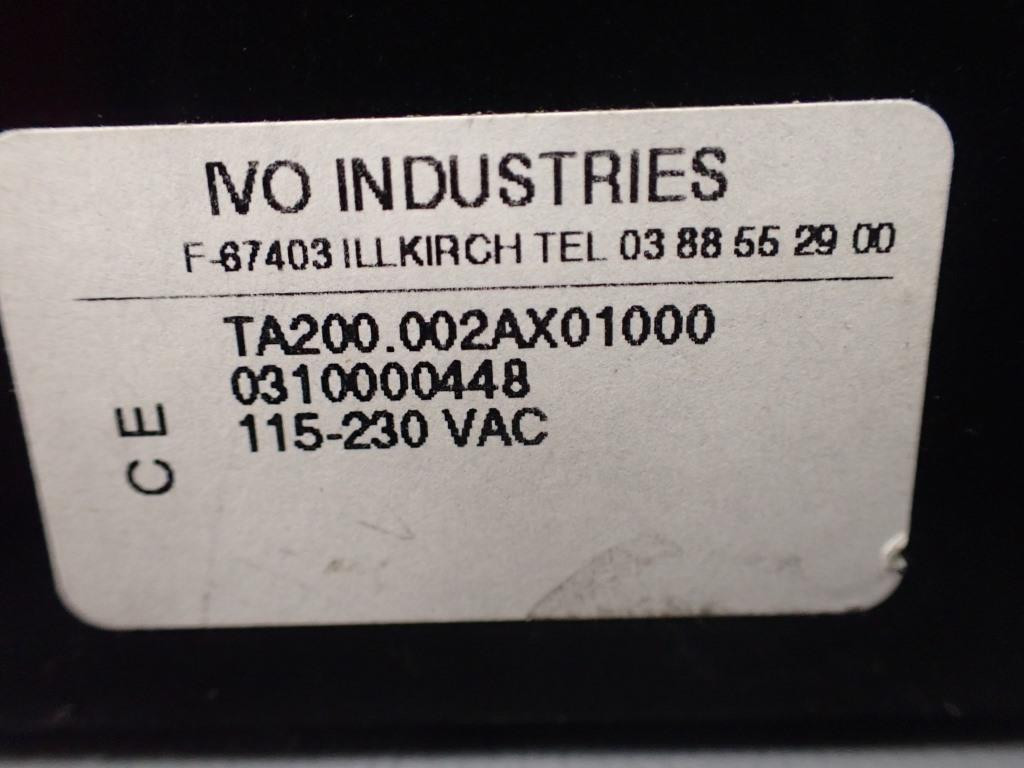 IVO INDUSTRIES
F-67403 ILLKIRCH TEL 03 88 55 29 00
TA200.002AX01000
0310000448
115-230 VAC
CE